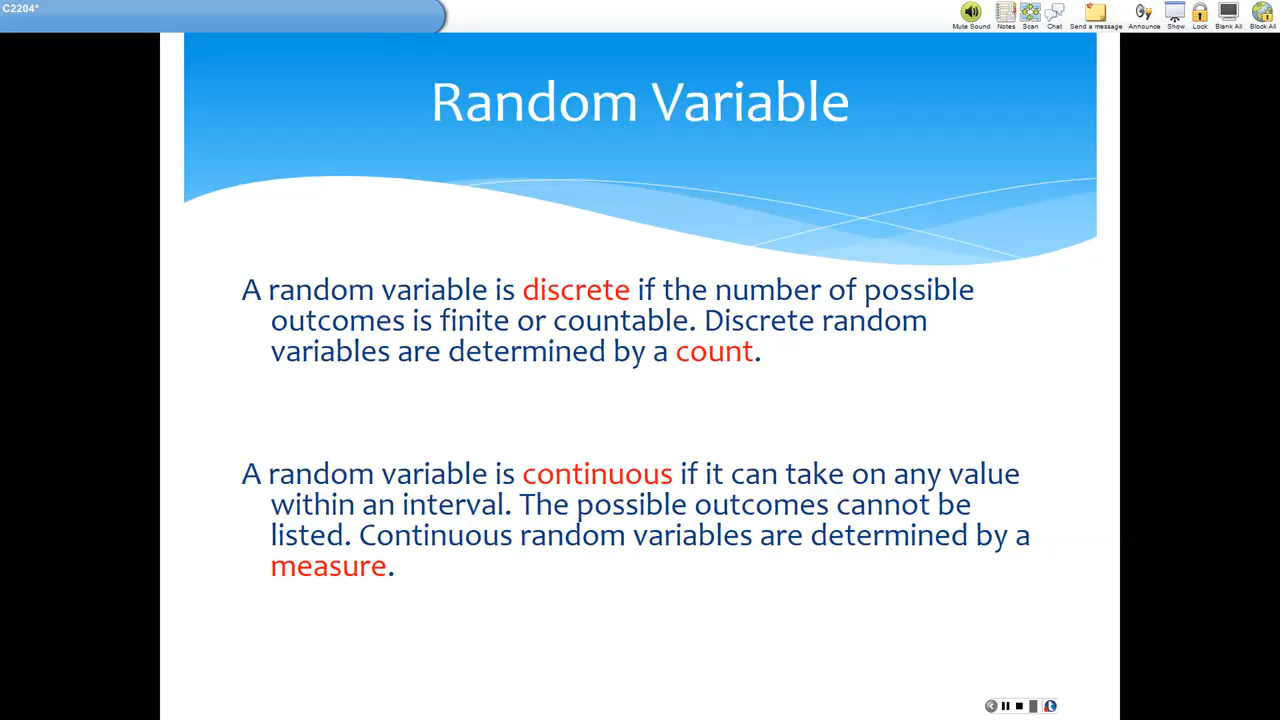 C2204*
Mute Sound Notes Scan Chat Send a message Announce Show Lock Blank All Block All
Random Variable
A random variable is discrete if the number of possible
outcomes is finite or countable. Discrete random
variables are determined by a count.
A random variable is continuous if it can take on any value
within an interval. The possible outcomes cannot be
listed. Continuous random variables are determined by a
measure.